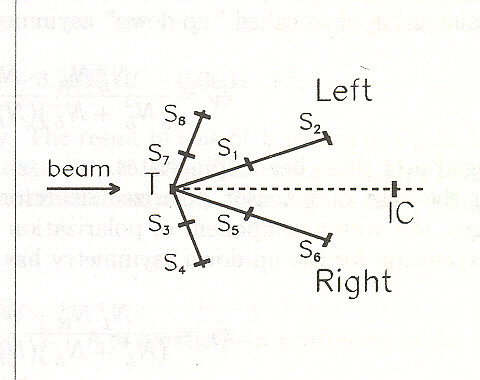 Left
S₈
S₂
S₇ S₁
beam T
IC
S₃ S₅
S₄ S₆
Right